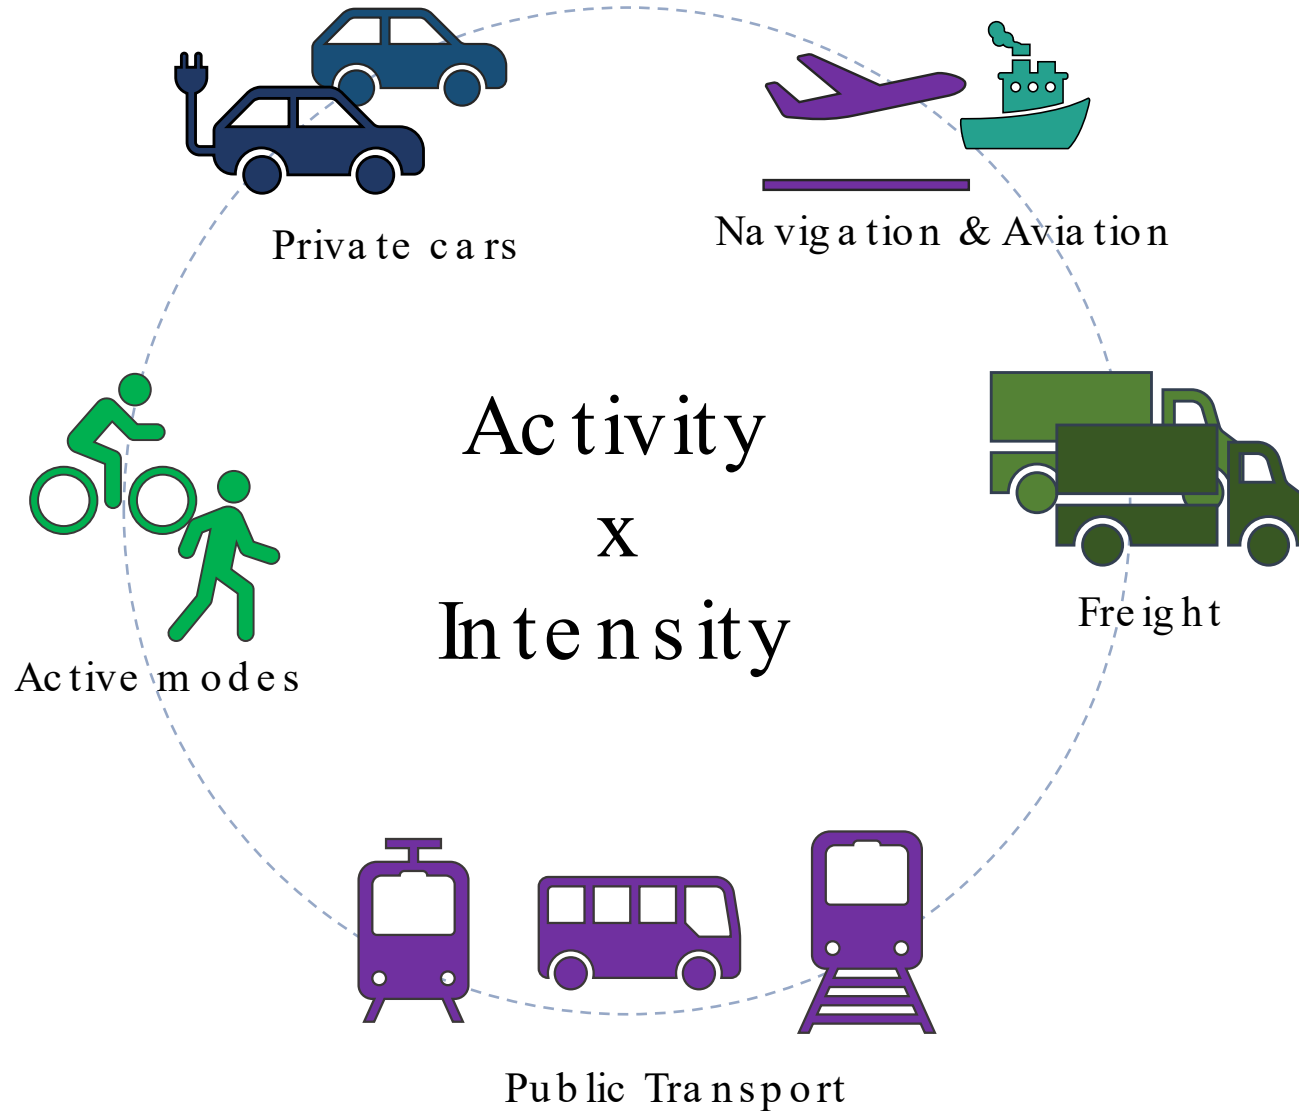 Private cars
Navigation & Aviation
Activity
x
Intensity
Freight
Active modes
Public Transport